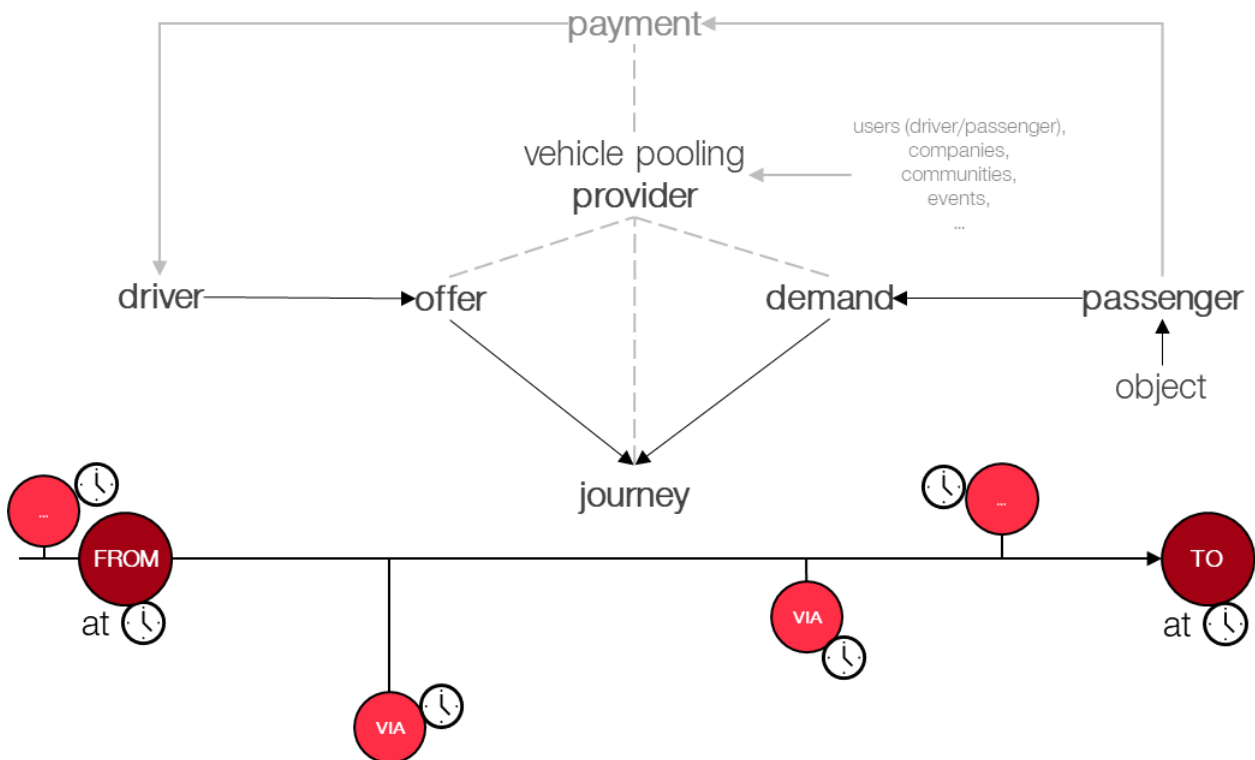 payment
users (driver/passenger),
companies,
communities,
events,
...
vehicle pooling
provider
driver
offer
demand
passenger
object
journey
...
...
FROM
TO
at
at
VIA
VIA